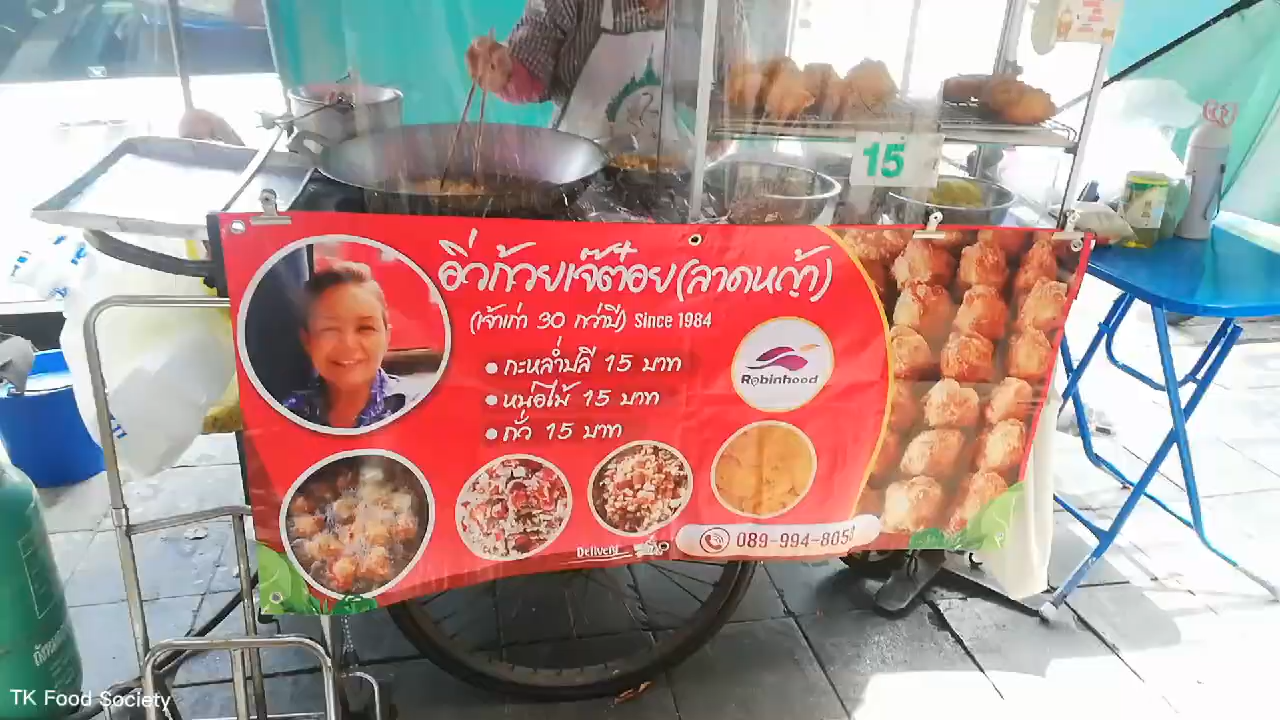 15
อิ่วก้วยเจ๊ต๋อย (ลาดหญ้า)
(เจ้าเก่า 30 กว่าปี) Since 1984
• กะหล่ำปลี 15 บาท
• หน่อไม้ 15 บาท
• ถั่ว 15 บาท
Robinhood
Delivery
089-994-805
TK Food Society